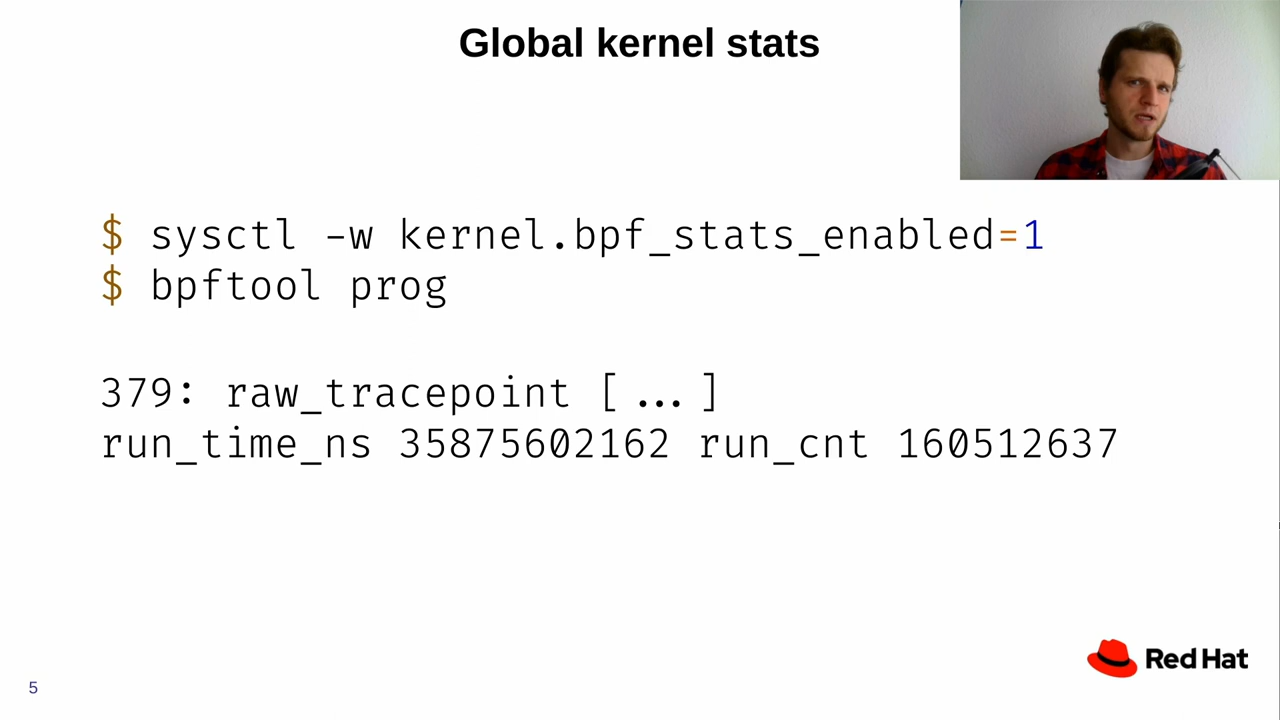 Global kernel stats
$ sysctl -w kernel.bpf_stats_enabled=1
$ bpftool prog
379: raw_tracepoint [ ... ]
run_time_ns 35875602162 run_cnt 160512637
Red Hat
5